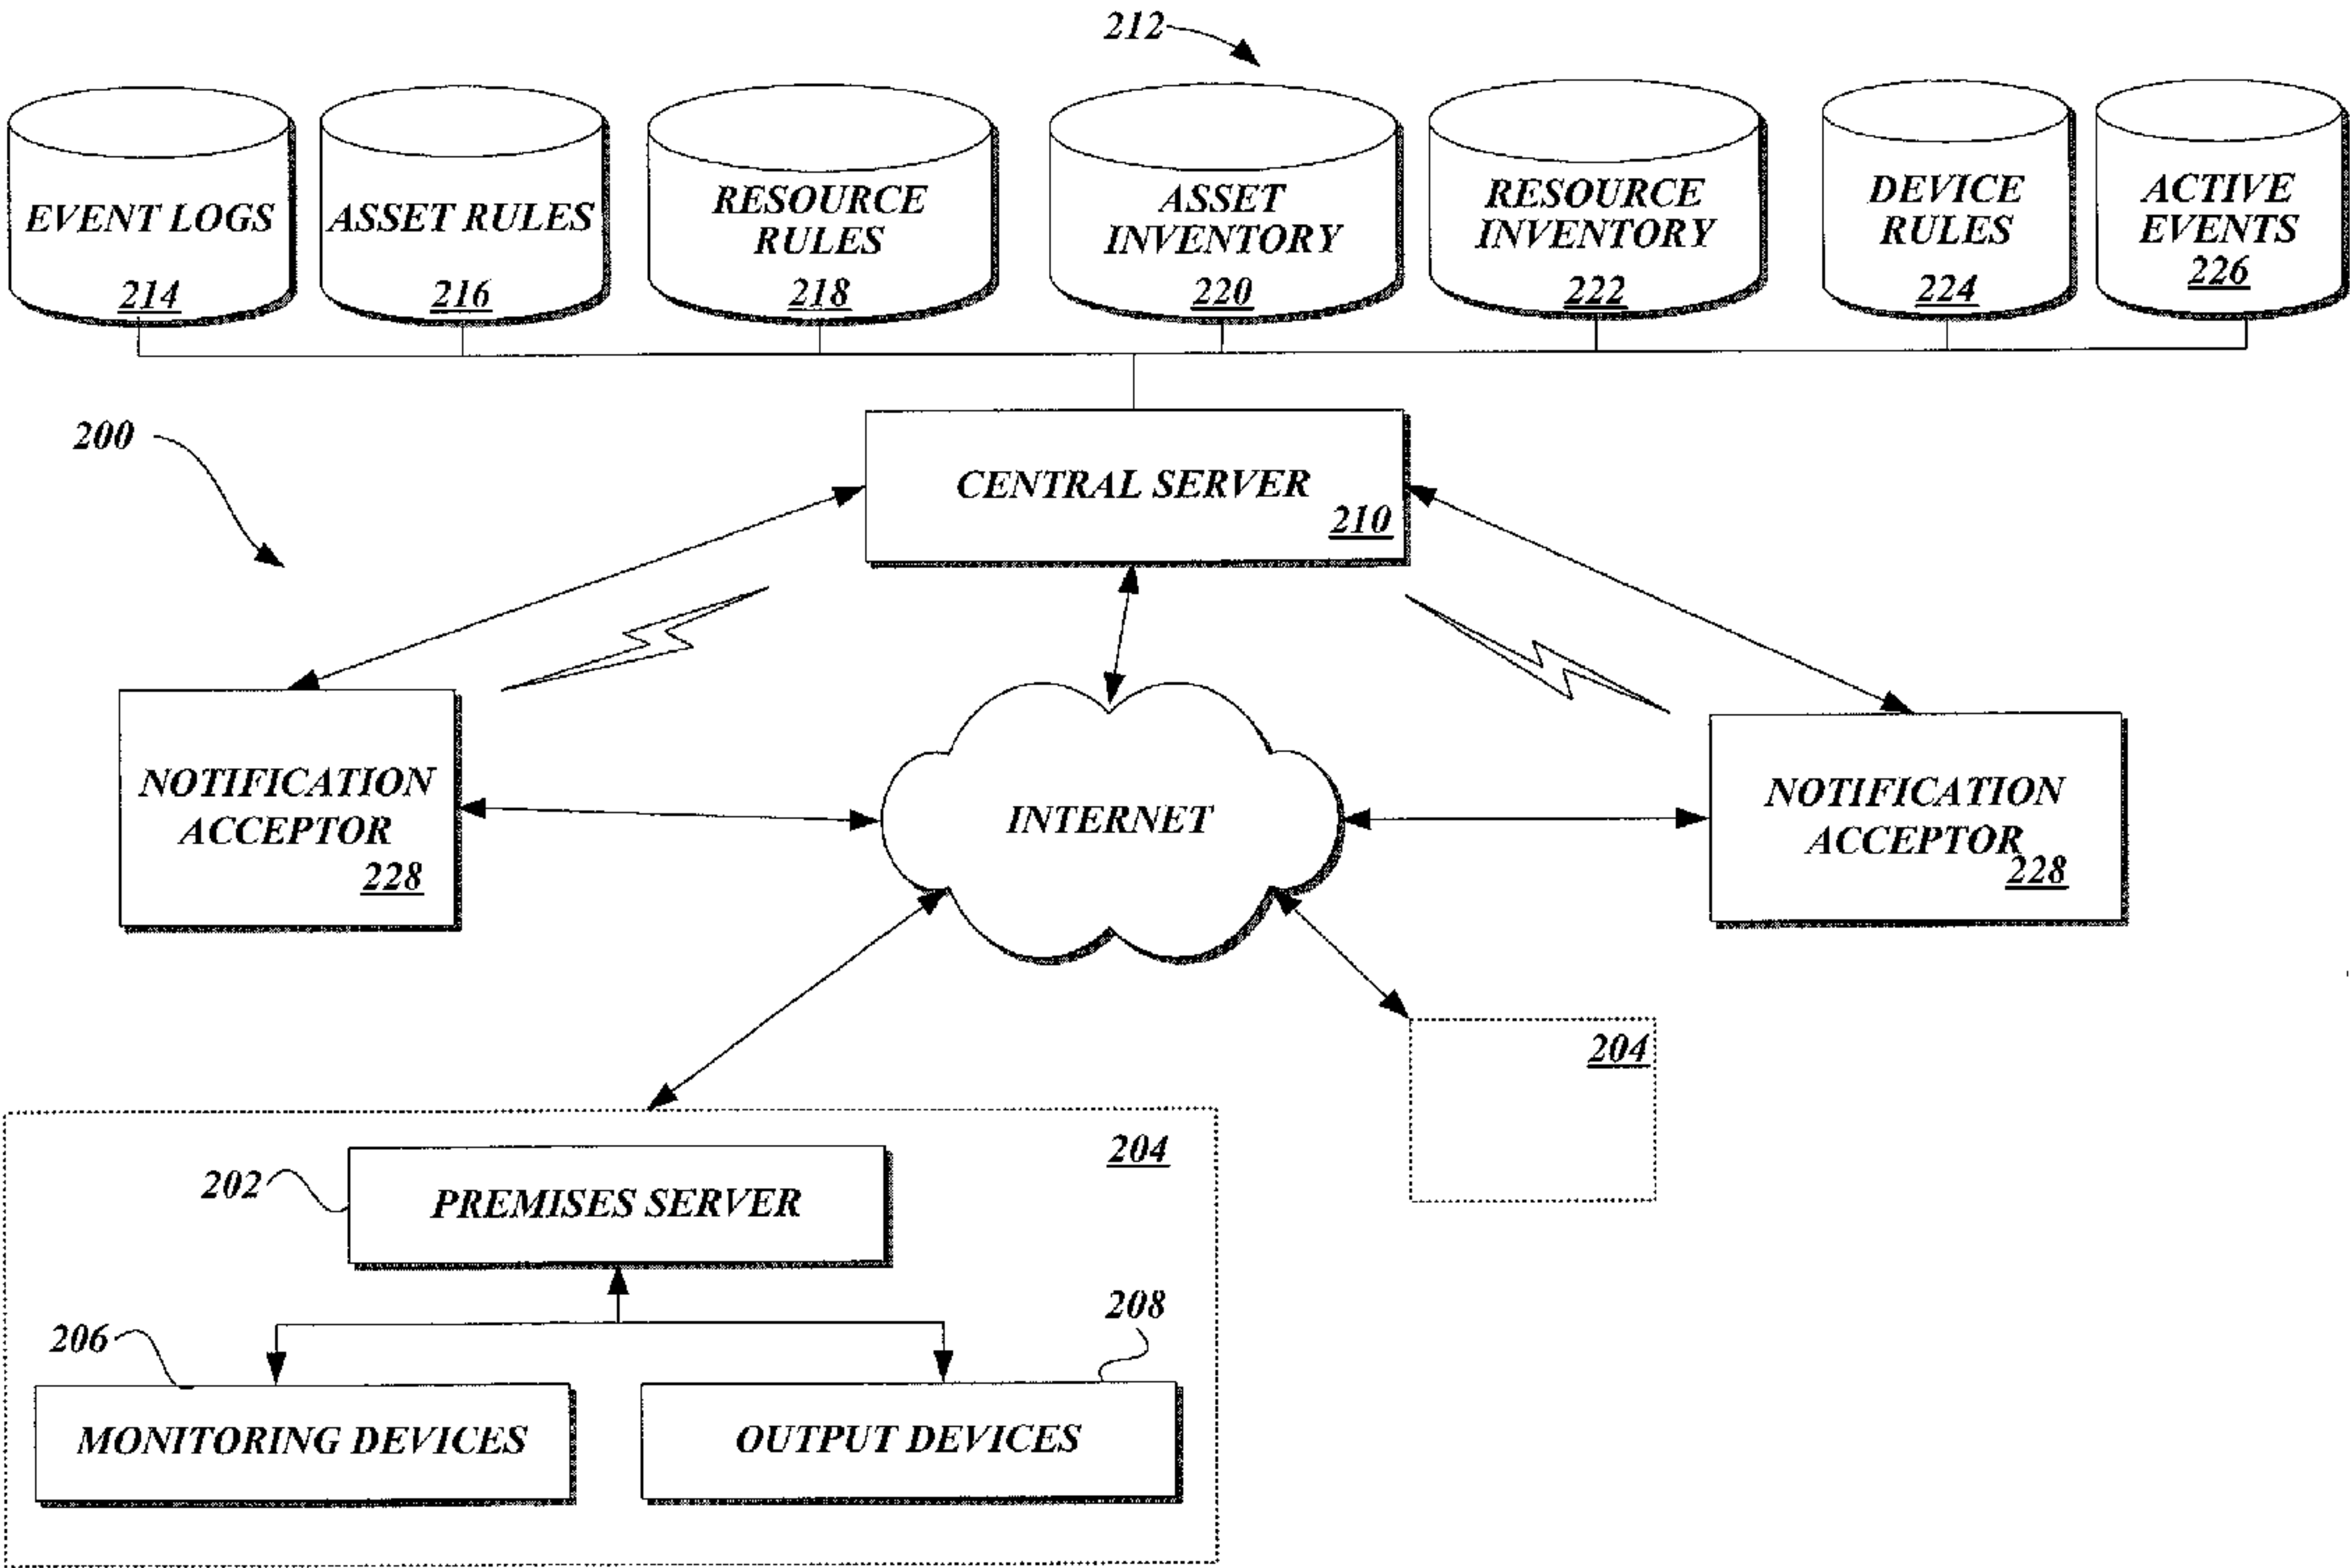 212
EVENT LOGS
214
ASSET RULES
216
RESOURCE
RULES
218
ASSET
INVENTORY
220
RESOURCE
INVENTORY
222
DEVICE
RULES
224
ACTIVE
EVENTS
226
200
CENTRAL SERVER
210
NOTIFICATION
ACCEPTOR
228
INTERNET
NOTIFICATION
ACCEPTOR
228
204
204
202
PREMISES SERVER
206
208
MONITORING DEVICES
OUTPUT DEVICES